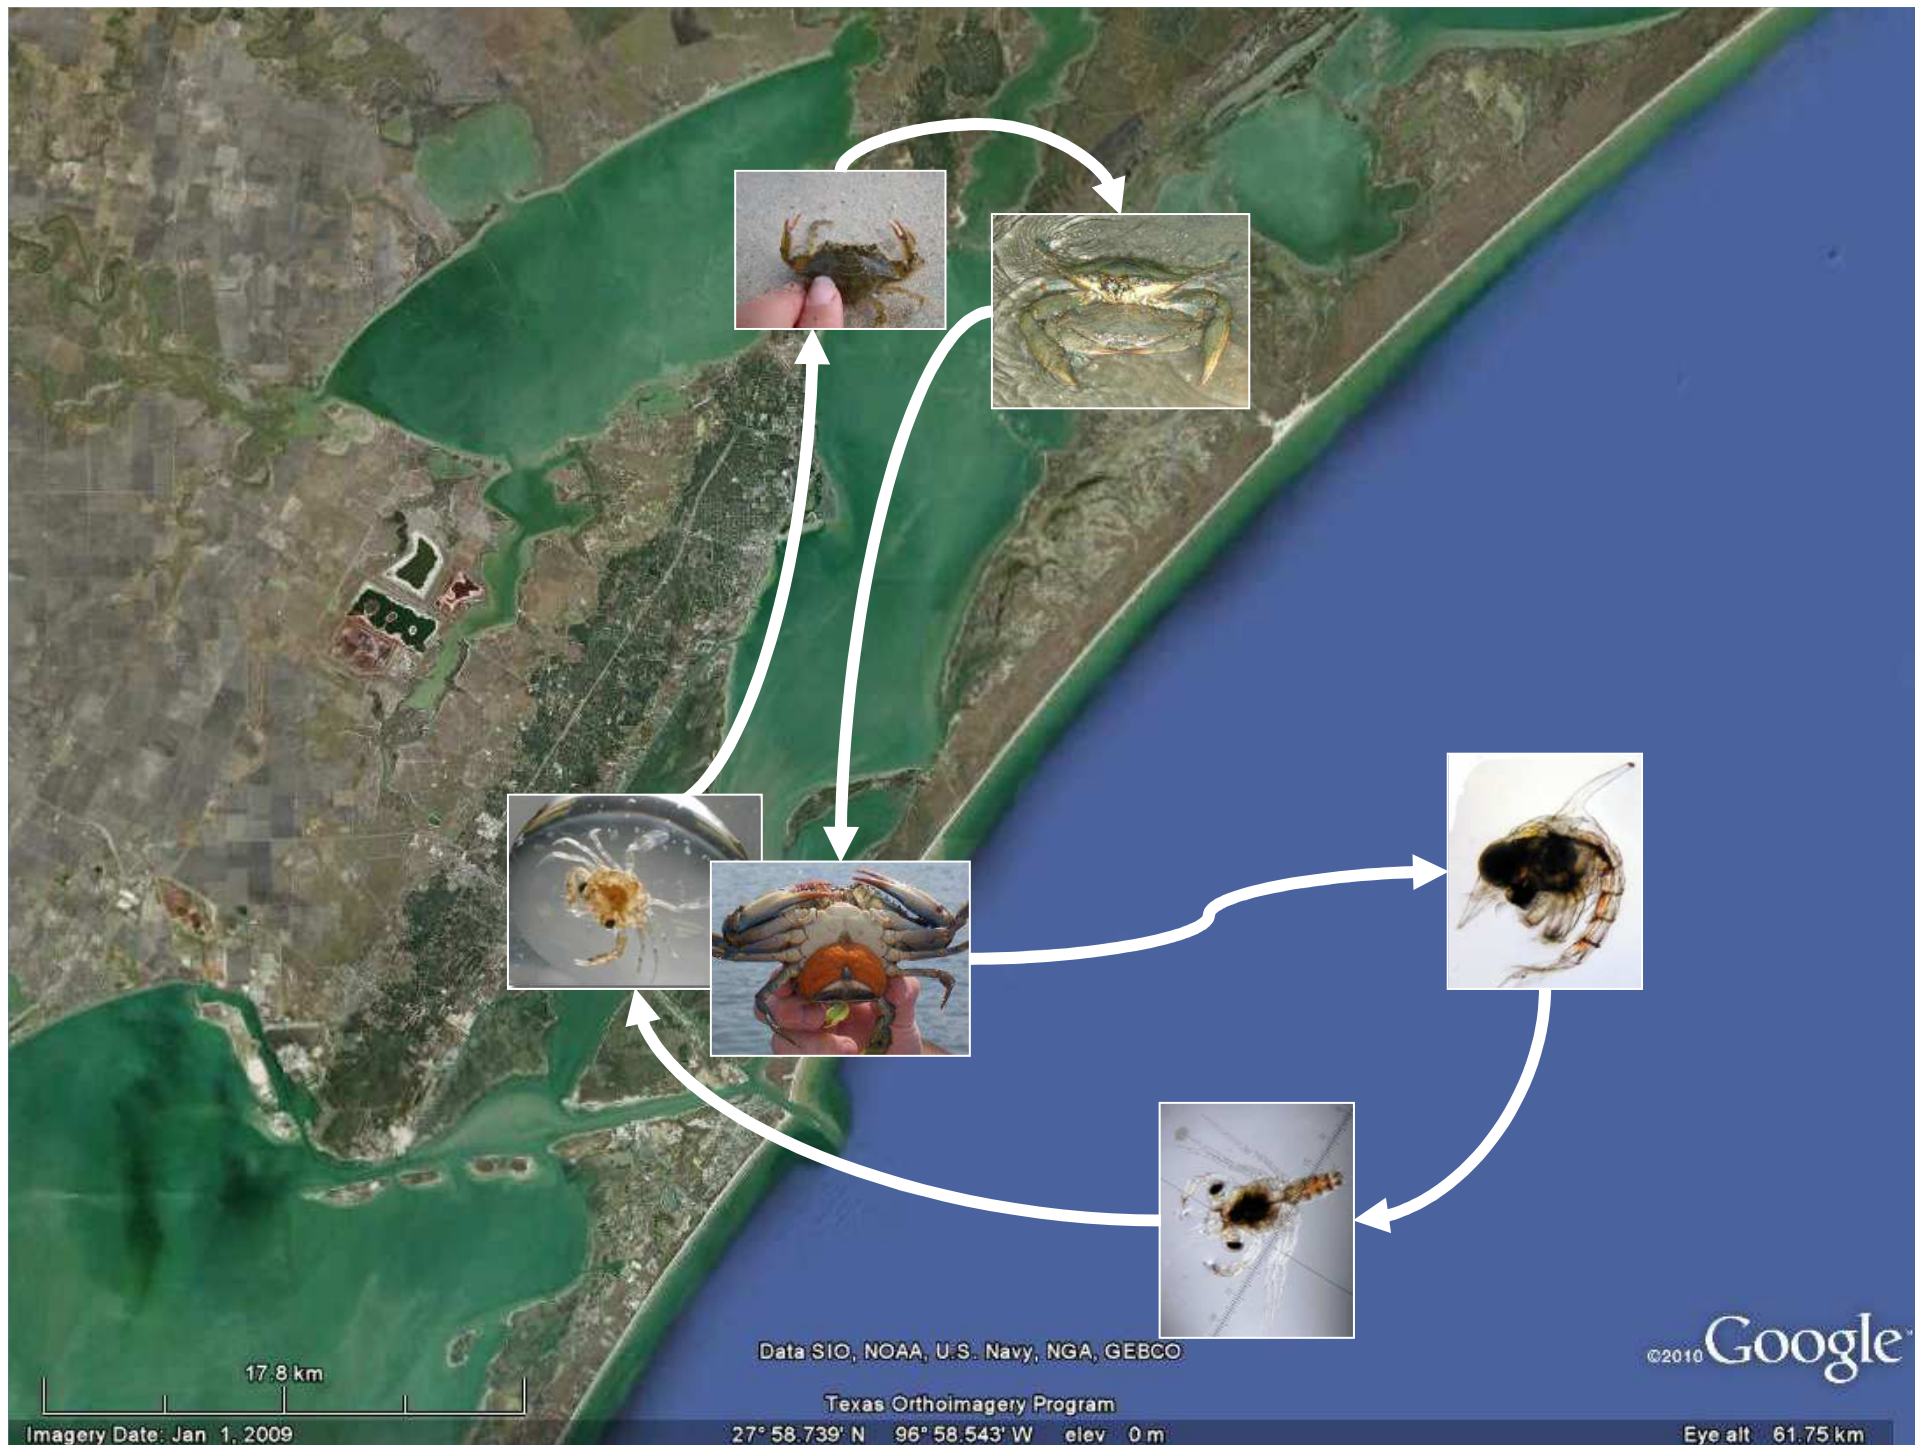 Data SIO, NOAA, U.S. Navy, NGA, GEBCO
©2010 Google
17.8 km
Texas Orthoimagery Program
Imagery Date: Jan 1, 2009
27° 58.739' N 96° 58.543' W elev 0 m
Eye alt 61.75 km